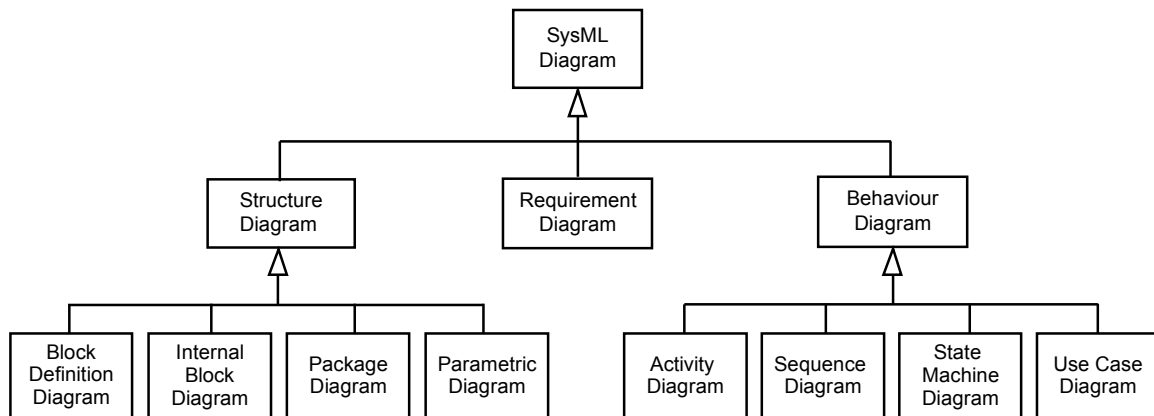 SysML
Diagram
Structure
Diagram
Requirement
Diagram
Behaviour
Diagram
Block
Definition
Diagram
Internal
Block
Diagram
Package
Diagram
Parametric
Diagram
Activity
Diagram
Sequence
Diagram
State
Machine
Diagram
Use Case
Diagram